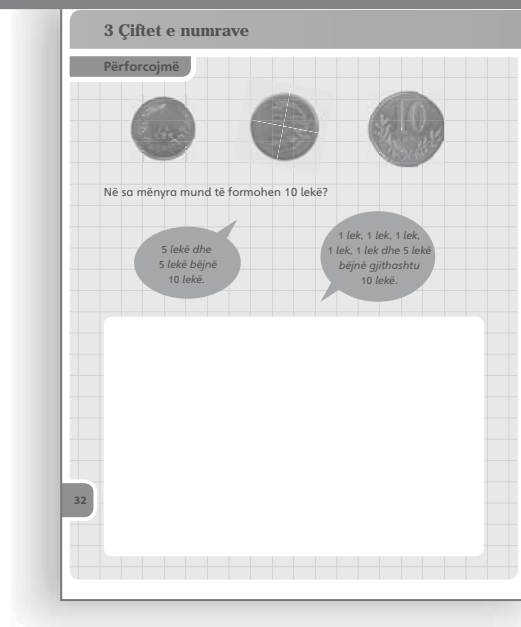 3 Çiftet e numrave
Përforcojmë
10
Në sa mënyra mund të formohen 10 lekë?
5 lekë dhe
5 lekë bëjnë
10 lekë.
1 lek, 1 lek, 1 lek,
1 lek, 1 lek dhe 5 lekë
bëjnë gjithashtu
10 lekë.
32